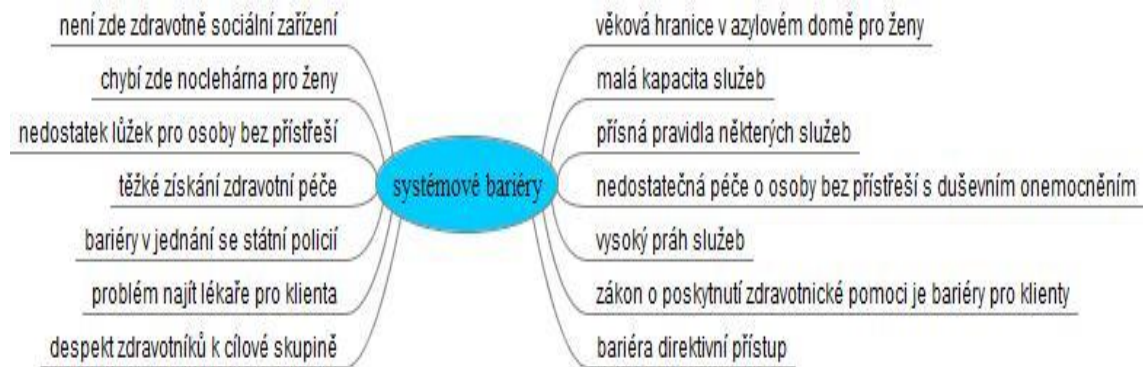 není zde zdravotně sociální zařízení
chybí zde noclehárna pro ženy
nedostatek lůžek pro osoby bez přístřeší
těžké získání zdravotní péče
bariéry v jednání se státní policií
problém najít lékaře pro klienta
despekt zdravotníků k cílové skupině
systémové bariéry
věková hranice v azylovém domě pro ženy
malá kapacita služeb
přísná pravidla některých služeb
nedostatečná péče o osoby bez přístřeší s duševním onemocněním
vysoký práh služeb
zákon o poskytnutí zdravotnické pomoci je bariéry pro klienty
bariéra direktivní přístup